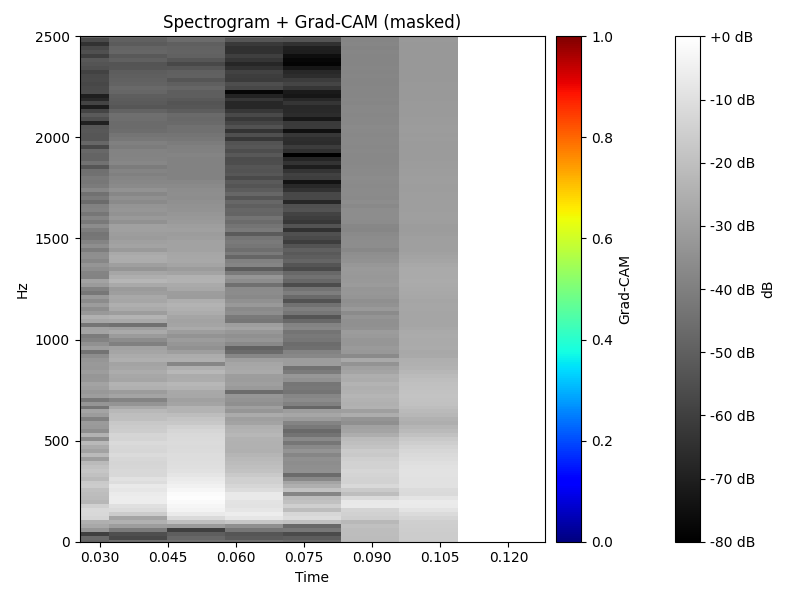 Spectrogram + Grad-CAM (masked)
2500
2000
1500
1000
500
0
Hz
0.030
0.045
0.060
0.075
0.090
0.105
0.120
Time
1.0
0.8
0.6
0.4
0.2
0.0
Grad-CAM
+0 dB
-10 dB
-20 dB
-30 dB
-40 dB
-50 dB
-60 dB
-70 dB
-80 dB
dB